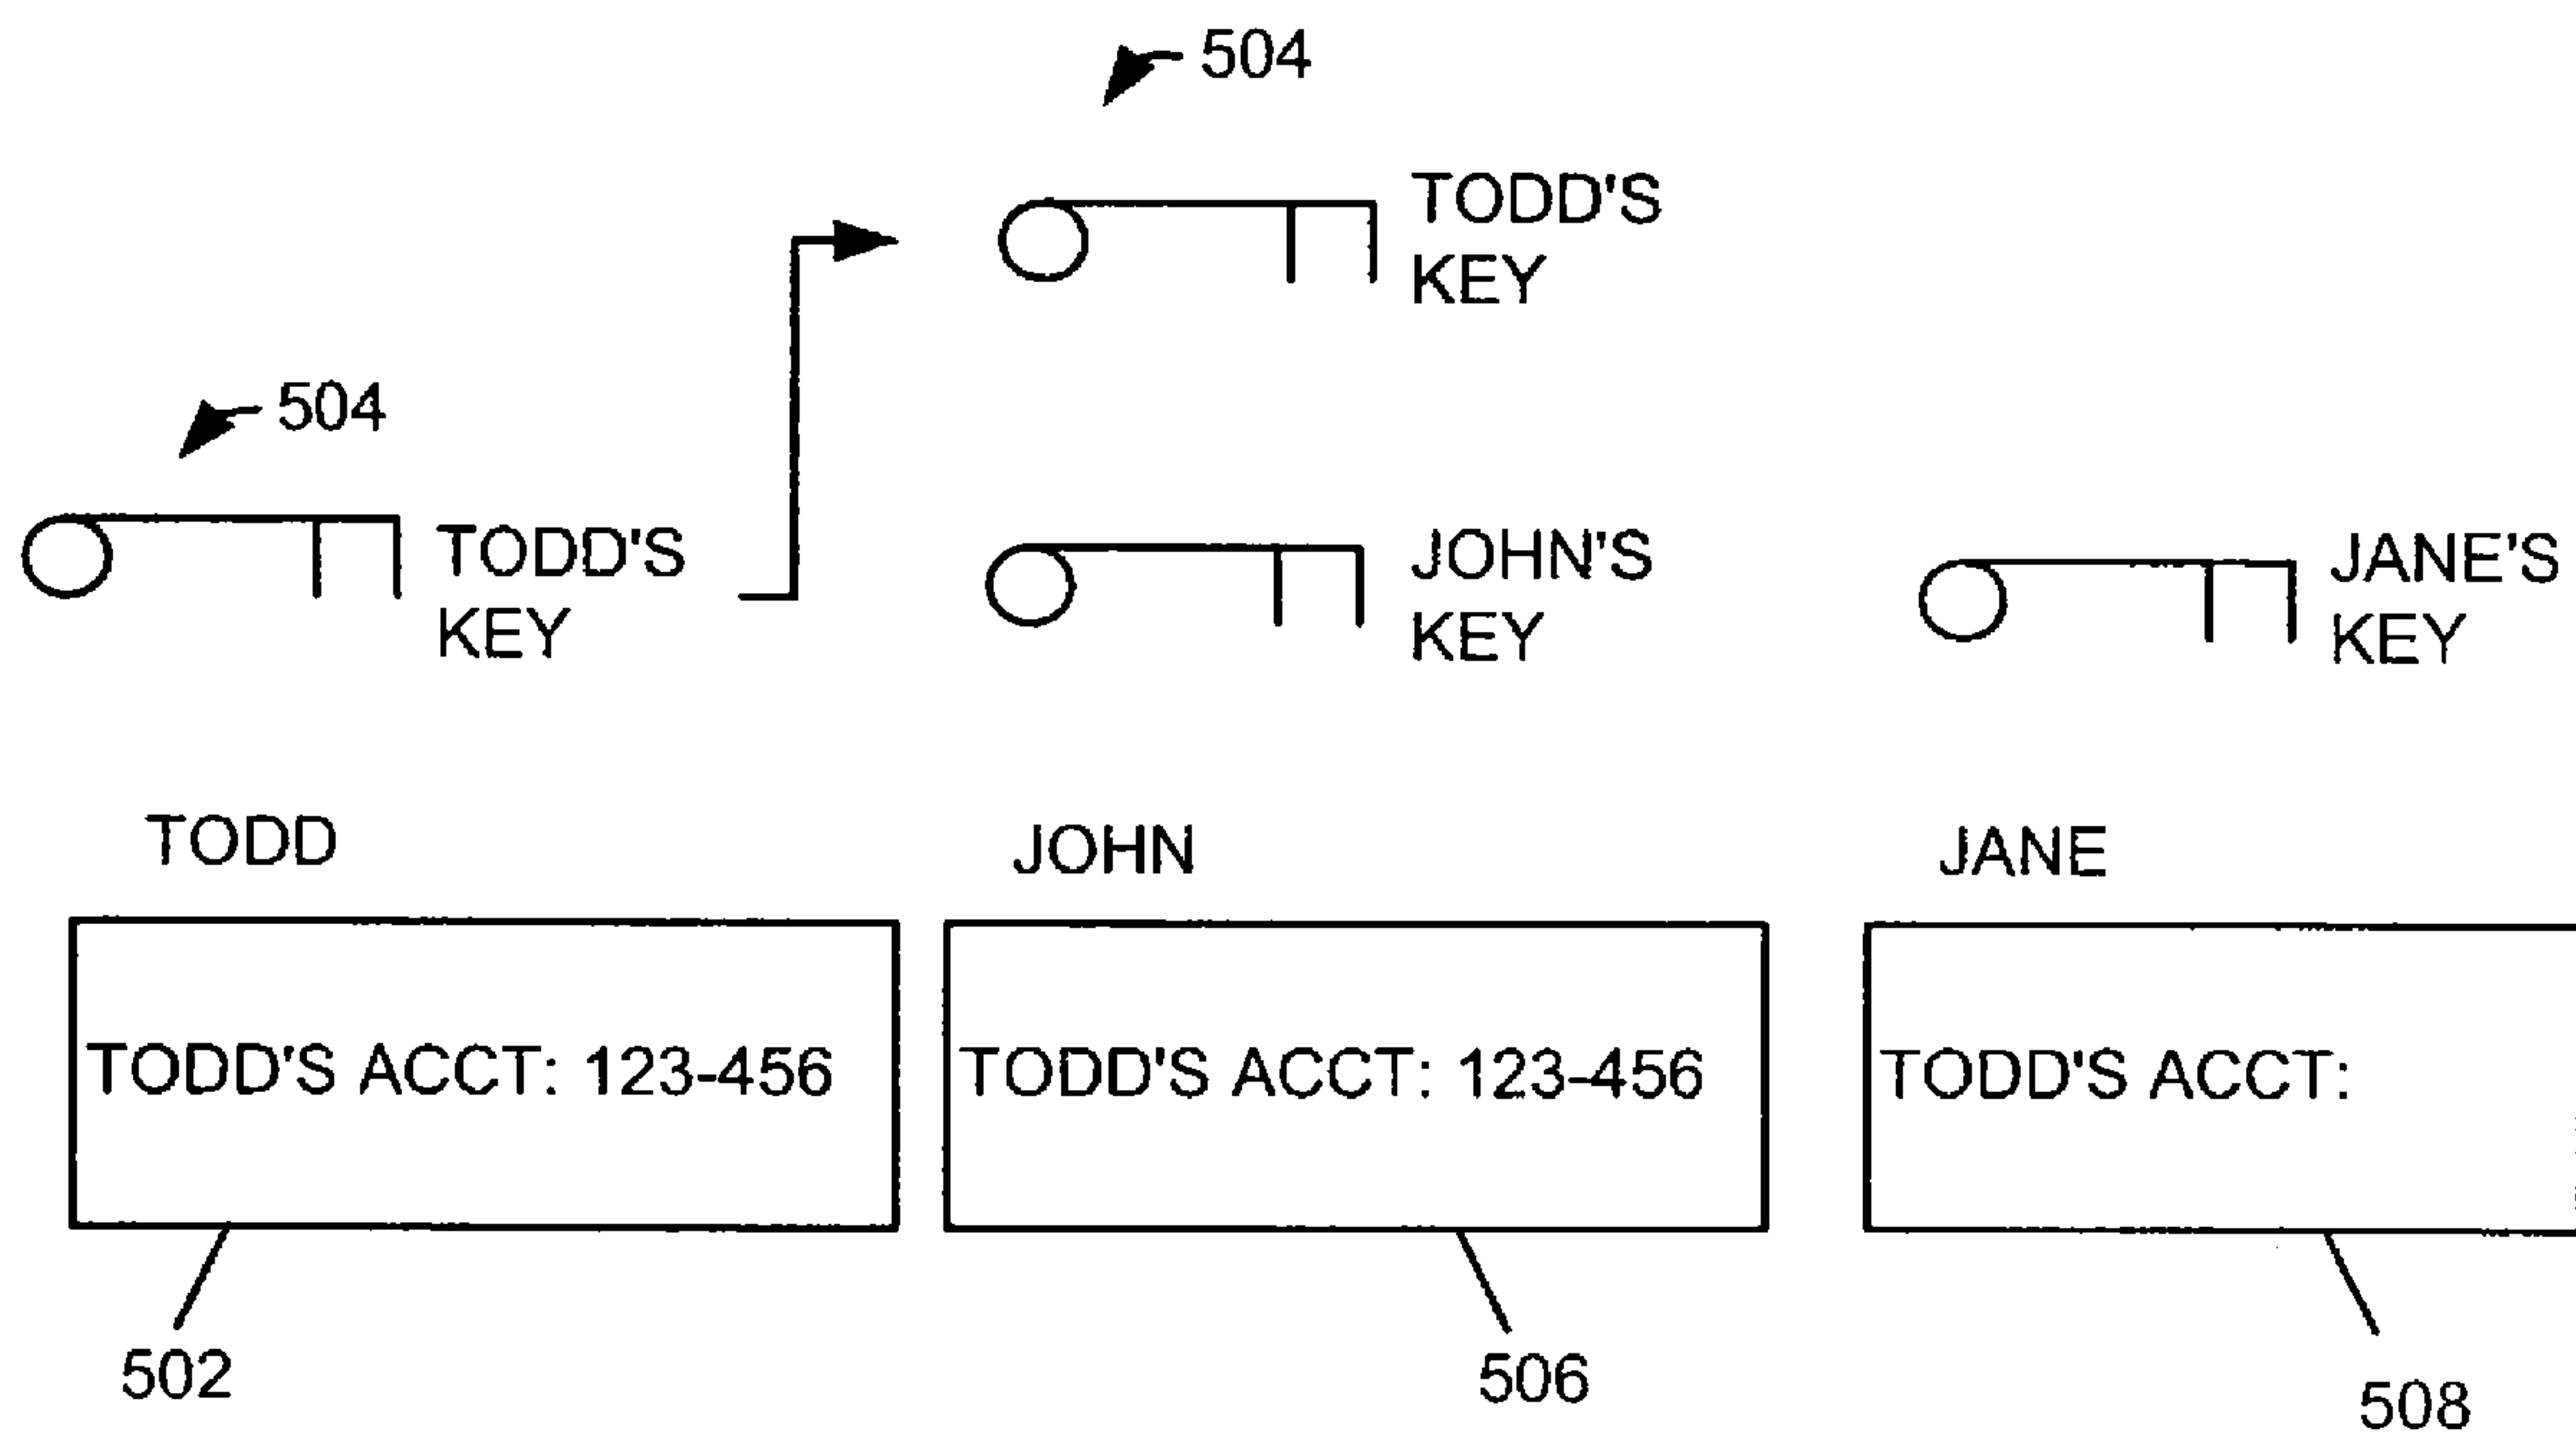 504
TODD'S
KEY
504
TODD'S
KEY
JOHN'S
KEY
JANE'S
KEY
TODD
JOHN
JANE
TODD'S ACCT: 123-456
TODD'S ACCT: 123-456
TODD'S ACCT:
502
506
508